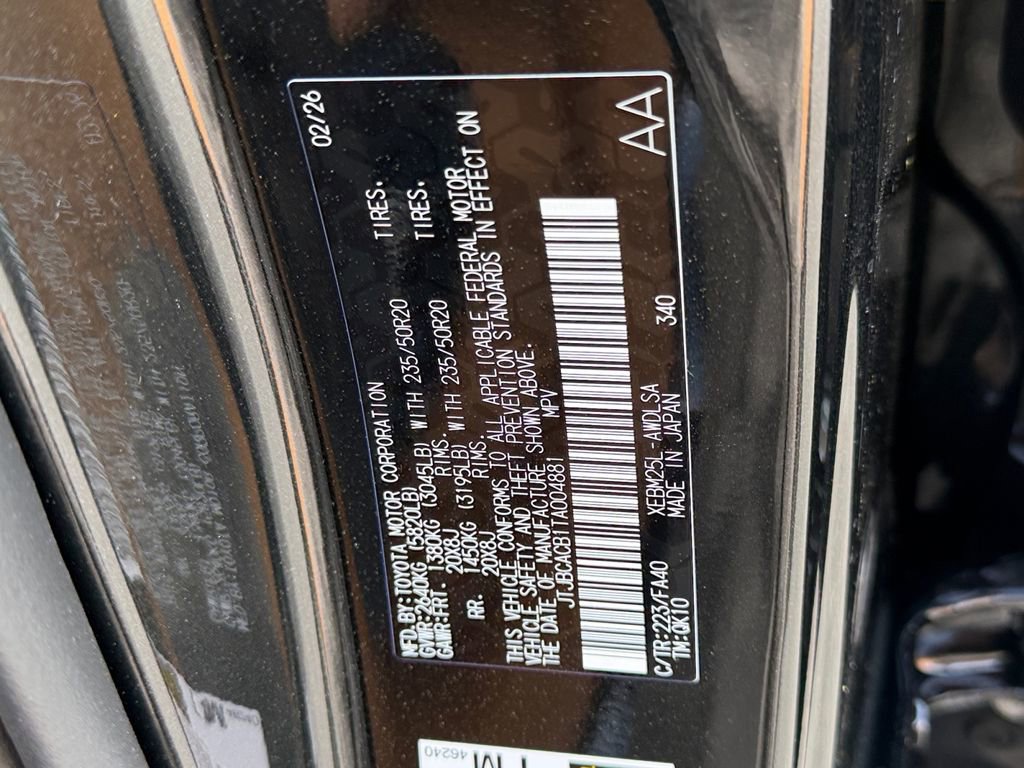 MFD. BY: TOYOTA MOTOR CORPORATION 02/26
GVWR: 2640KG (5820LB)
GAWR: FRT. 1380KG (3045LB) WITH 235/50R20 TIRES.
20X8J RIMS.
RR. 1450KG (3195LB) WITH 235/50R20 TIRES.
20X8J RIMS.
THIS VEHICLE CONFORMS TO ALL APPLICABLE FEDERAL MOTOR
VEHICLE SAFETY AND THEFT PREVENTION STANDARDS IN EFFECT ON
THE DATE OF MANUFACTURE SHOWN ABOVE.
JTJBCACB1TA004881 MPV
C/TR: 2237FA40 XEBM25L-AWDLSA 340 AA
TM: QK10 MADE IN JAPAN
46240